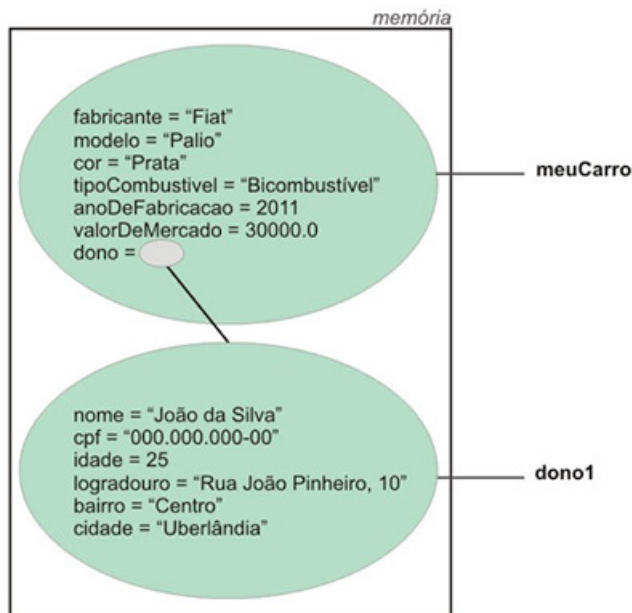 memória
fabricante = “Fiat”
modelo = “Palio”
cor = “Prata”
tipoCombustivel = “Bicombustível”
anoDeFabricacao = 2011
valorDeMercado = 30000.0
dono =
meuCarro
nome = “João da Silva”
cpf = “000.000.000-00”
idade = 25
logradouro = “Rua João Pinheiro, 10”
bairro = “Centro”
cidade = “Uberlândia”
dono1